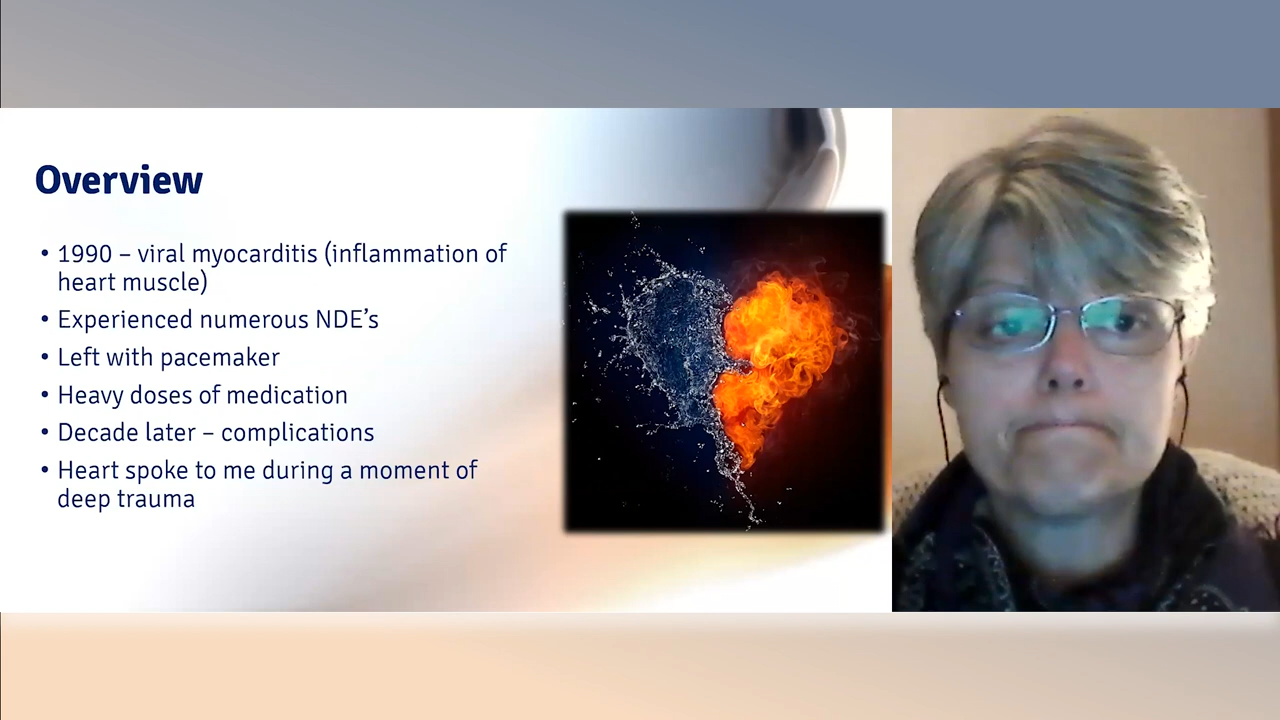 Overview
• 1990 – viral myocarditis (inflammation of
heart muscle)
• Experienced numerous NDE’s
• Left with pacemaker
• Heavy doses of medication
• Decade later – complications
• Heart spoke to me during a moment of
deep trauma